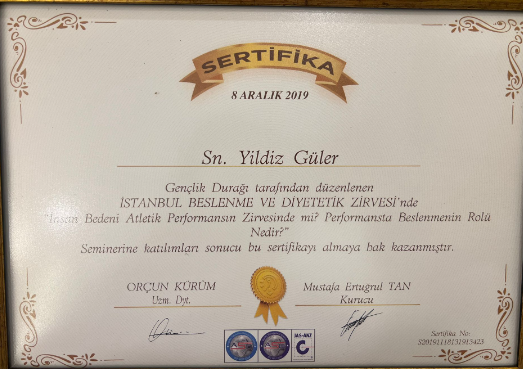 SERTİFİKA
8 ARALIK 2019
Sn. Yildiz Güler
Gençlik Durağı tarafından düzenlenen
İSTANBUL BESLENME VE DİYETETİK ZİRVESİ'nde
"İnsan Bedeni Atletik Performansın Zirvesinde mi? Performansta Beslenmenin Rolü
Nedir?"
Seminerine katılımları sonucu bu sertifikayı almaya hak kazanmıştır.
ORÇUN KÜRÜM
Uzm. Dyt.
Mustafa Ertuğrul TAN
Kurucu
Sertifika No:
S20191118131913423